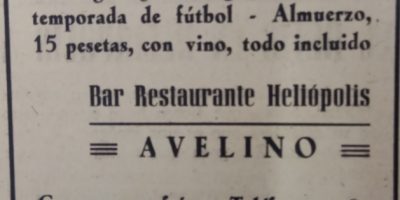 temporada de fútbol - Almuerzo,
15 pesetas, con vino, todo incluido
Bar Restaurante Heliópolis
AVELINO